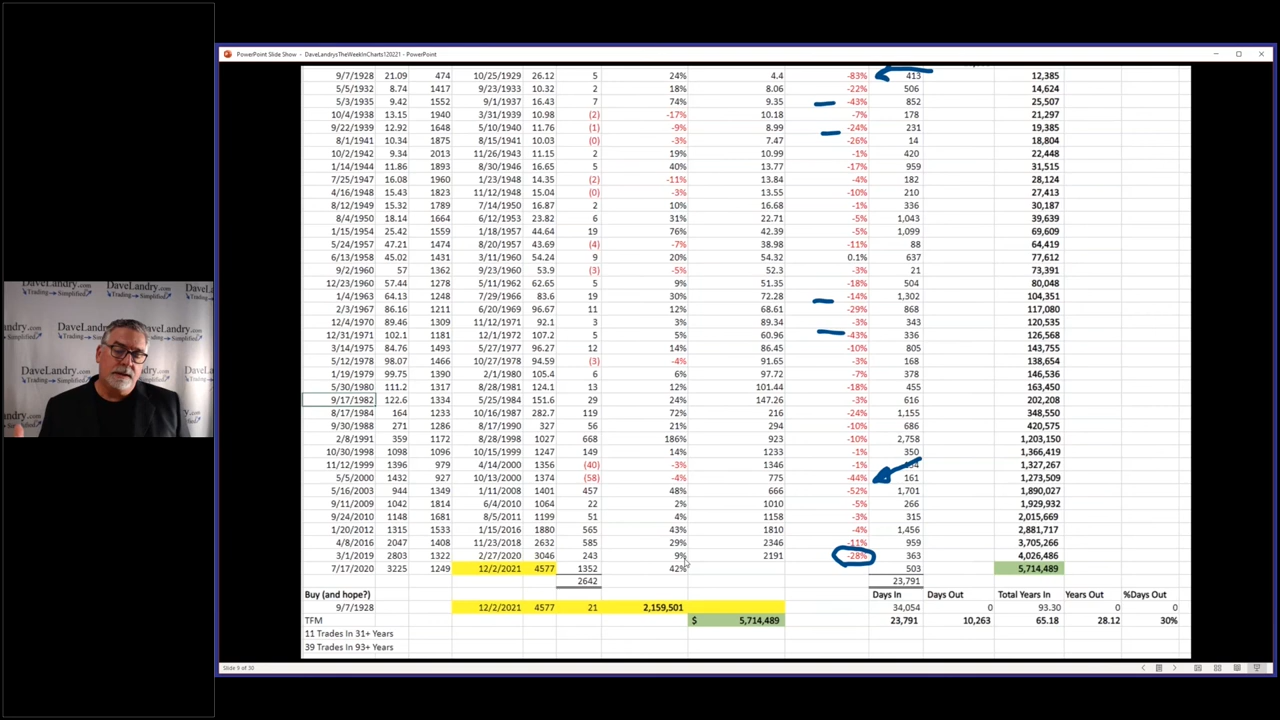 PowerPoint Slide Show - DaveLandrysTheWeekInCharts120221 - PowerPoint
9/7/1928 21.09 474 10/25/1929 26.12 5 24% 4.4 -83% 413 12,385
5/5/1932 8.74 1417 9/23/1933 10.32 2 18% 8.06 -22% 506 14,624
5/3/1935 9.42 1552 9/1/1937 16.43 7 74% 9.35 -43% 852 25,507
10/4/1938 13.15 1940 3/31/1939 10.98 (2) -17% 10.18 -7% 178 21,297
9/22/1939 12.92 1648 5/10/1940 11.76 (1) -9% 8.99 -24% 231 19,385
8/1/1941 10.34 1875 8/15/1941 10.03 (0) -3% 7.47 -26% 14 18,804
10/2/1942 9.34 2013 11/26/1943 11.15 2 19% 10.99 -1% 420 22,448
1/14/1944 11.86 1893 8/30/1946 16.65 5 40% 13.77 -17% 959 31,515
7/25/1947 16.08 1960 1/23/1948 14.35 (2) -11% 13.84 -4% 182 28,124
4/16/1948 15.43 1823 11/12/1948 15.04 (0) -3% 13.55 -10% 210 27,413
8/12/1949 15.32 1789 7/14/1950 16.87 2 10% 16.68 -1% 336 30,187
8/4/1950 18.14 1664 6/12/1953 23.82 6 31% 22.71 -5% 1,043 39,639
1/15/1954 25.42 1559 1/18/1957 44.64 19 76% 42.39 -5% 1,099 69,609
5/24/1957 47.21 1474 8/20/1957 43.69 (4) -7% 38.98 -11% 88 64,419
6/13/1958 45.02 1431 3/11/1960 54.24 9 20% 54.32 0.1% 637 77,612
9/2/1960 57 1362 9/23/1960 53.9 (3) -5% 52.3 -3% 21 73,391
12/23/1960 57.44 1278 5/11/1962 62.65 5 9% 51.35 -18% 504 80,048
1/4/1963 64.13 1248 7/29/1966 83.6 19 30% 72.28 -14% 1,302 104,351
2/3/1967 86.16 1211 6/20/1969 96.67 11 12% 68.61 -29% 868 117,080
12/4/1970 89.46 1309 11/12/1971 92.1 3 3% 89.34 -3% 343 120,535
12/31/1971 102.1 1181 12/1/1972 107.2 5 5% 60.96 -43% 336 126,568
3/14/1975 84.76 1493 5/27/1977 96.27 12 14% 86.45 -10% 805 143,755
5/12/1978 98.07 1466 10/27/1978 94.59 (3) -4% 91.65 -3% 168 138,654
1/19/1979 99.75 1390 2/1/1980 105.4 6 6% 97.72 -7% 378 146,536
5/30/1980 111.2 1317 8/28/1981 124.1 13 12% 101.44 -18% 455 163,450
9/17/1982 122.6 1334 5/25/1984 151.6 29 24% 147.26 -3% 616 202,208
8/17/1984 164 1233 10/16/1987 282.7 119 72% 216 -24% 1,155 348,550
9/30/1988 271 1286 8/17/1990 327 56 21% 294 -10% 686 420,575
2/8/1991 359 1172 8/28/1998 1027 668 186% 923 -10% 2,758 1,203,150
10/30/1998 1098 1096 10/15/1999 1247 149 14% 1233 -1% 350 1,366,419
11/12/1999 1396 979 4/14/2000 1356 (40) -3% 1346 -1% 1,327,267
5/5/2000 1432 927 10/13/2000 1374 (58) -4% 775 -44% 161 1,273,509
5/16/2003 944 1349 1/11/2008 1401 457 48% 666 -52% 1,701 1,890,027
9/11/2009 1042 1814 6/4/2010 1064 22 2% 1010 -5% 266 1,929,932
9/24/2010 1148 1681 8/5/2011 1199 51 4% 1158 -3% 315 2,015,669
1/20/2012 1315 1433 1/15/2016 1880 565 43% 1810 -4% 1,456 2,881,717
4/8/2016 2047 1408 11/23/2018 2632 585 29% 2346 -11% 959 3,705,266
3/1/2019 2803 1322 2/27/2020 3046 243 9% 2191 -28% 363 4,026,486
7/17/2020 3225 1249 12/2/2021 4577 1352 42% 503 5,714,489
2642 23,791
Buy (and hope?) Days In Days Out Total Years In Years Out %Days Out
9/7/1928 12/2/2021 4577 21 2,159,501 34,054 0 93.30 0 0
TFM $ 5,714,489 23,791 10,263 65.18 28.12 30%
11 Trades In 31+ Years
39 Trades In 93+ Years
Slide 9 of 30
DaveLandry.com
Trading Simplified